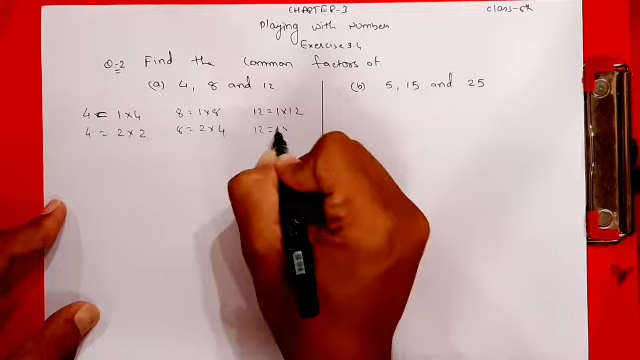 CHAPTER-3
class-6th
Playing with Number
Exercise 3.4
Q-2 Find the Common factors of
(a) 4, 8 and 12
(b) 5, 15 and 25
4 = 1×4 8 = 1×8 12 = 1×12
4 = 2×2 8 = 2×4 12 =